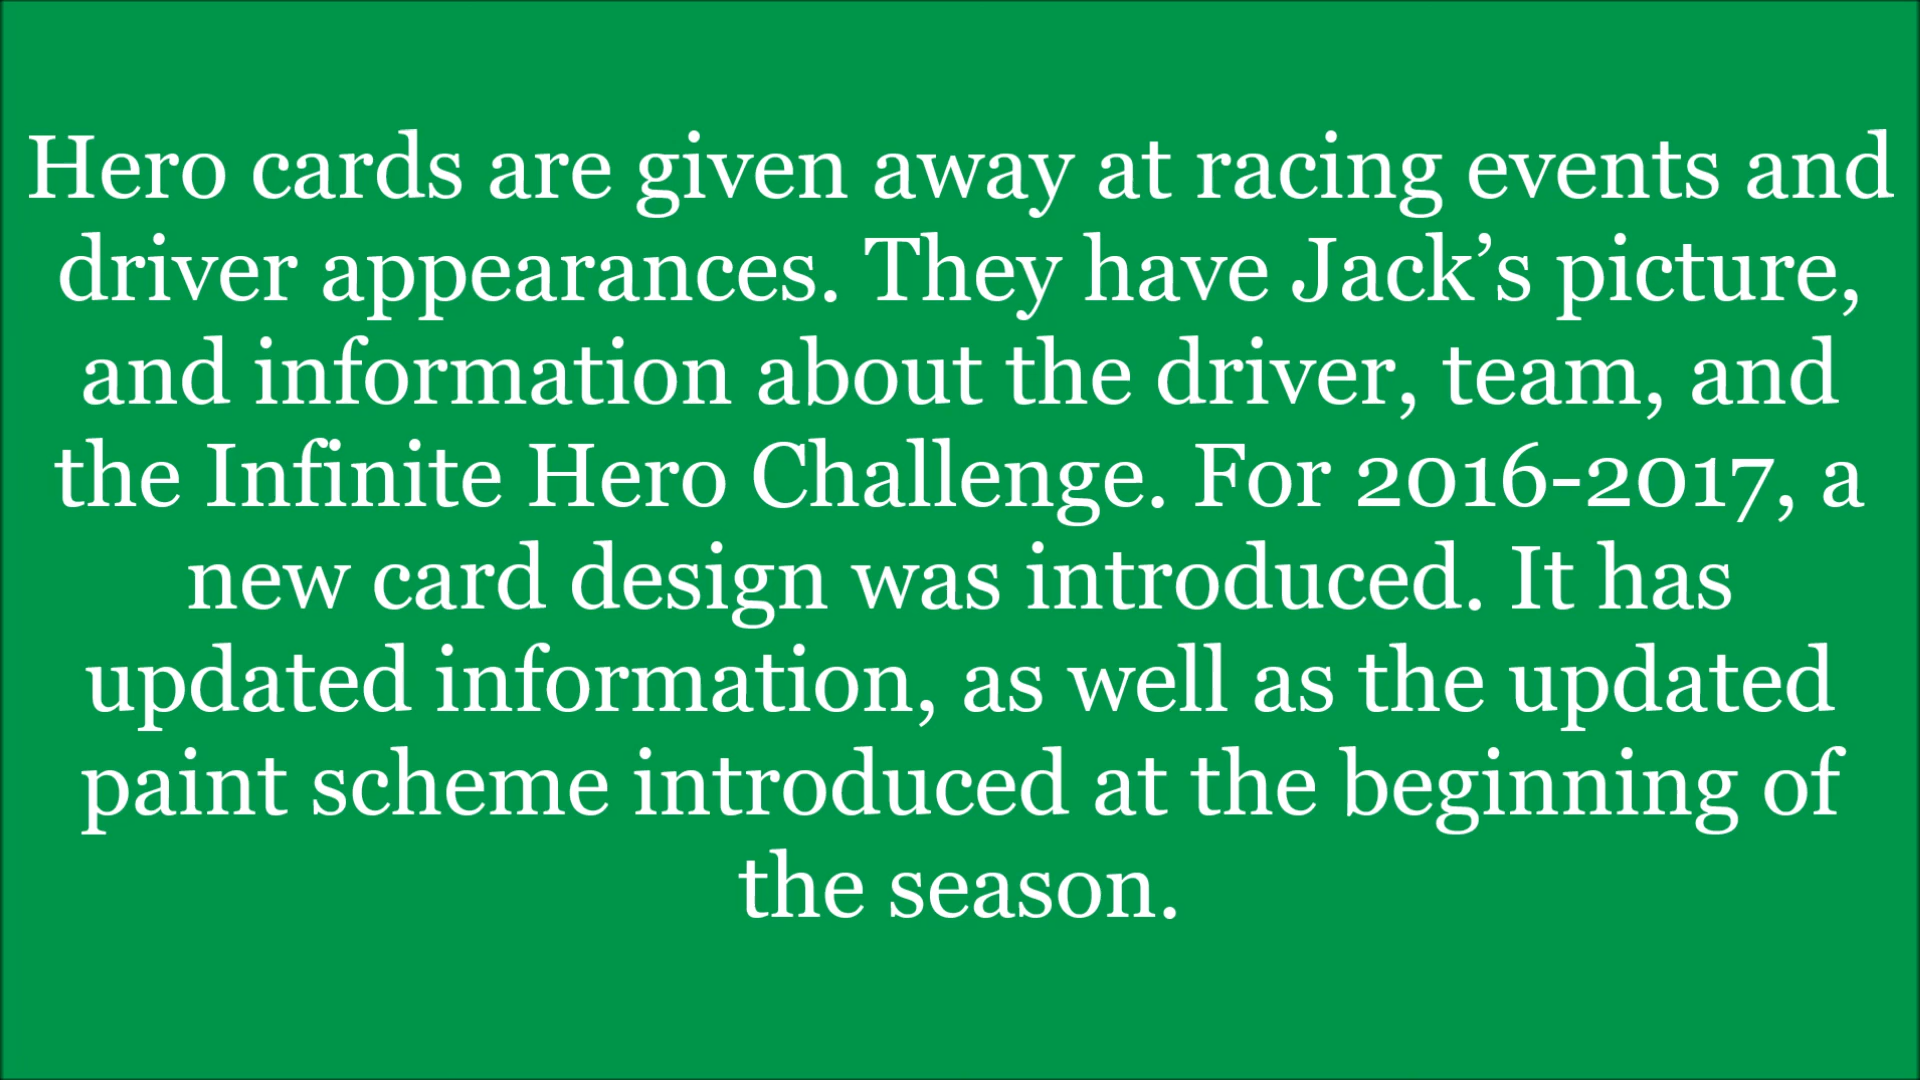 Hero cards are given away at racing events and
driver appearances. They have Jack’s picture,
and information about the driver, team, and
the Infinite Hero Challenge. For 2016-2017, a
new card design was introduced. It has
updated information, as well as the updated
paint scheme introduced at the beginning of
the season.